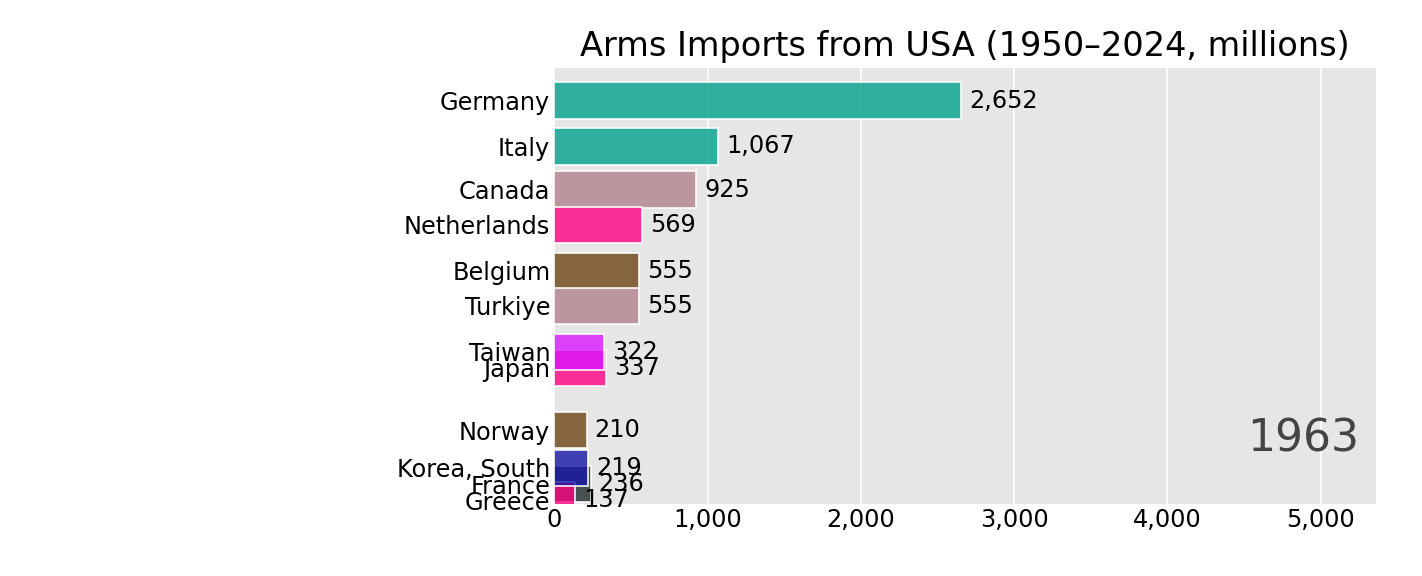 Arms Imports from USA (1950–2024, millions)
Germany 2,652
Italy 1,067
Canada 925
Netherlands 569
Belgium 555
Turkiye 555
Taiwan 322
Japan 337
Norway 210
1963
Korea, South 219
France 236
Greece 137
0 1,000 2,000 3,000 4,000 5,000